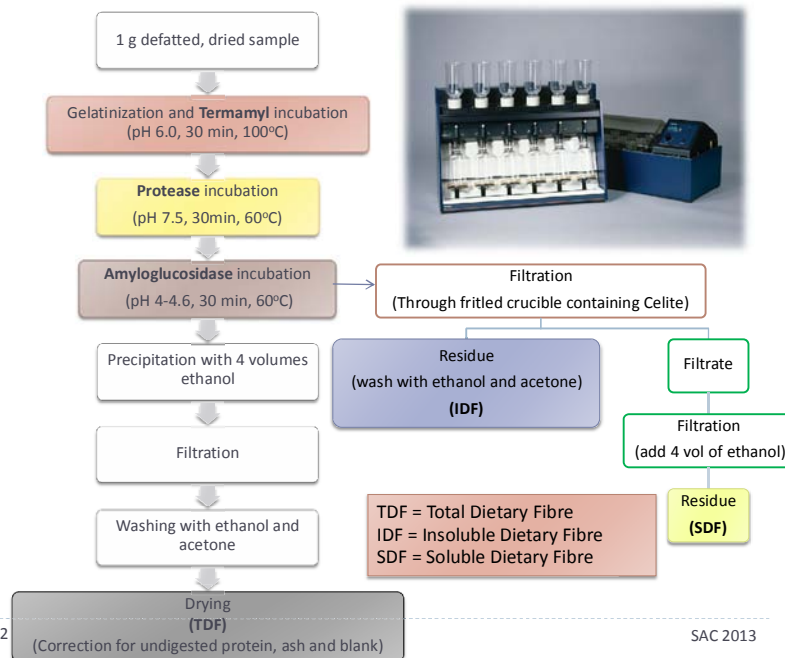 1 g defatted, dried sample
Gelatinization and Termamyl incubation
(pH 6.0, 30 min, 100°C)
Protease incubation
(pH 7.5, 30min, 60°C)
Amyloglucosidase incubation
(pH 4-4.6, 30 min, 60°C)
Precipitation with 4 volumes
ethanol
Filtration
Washing with ethanol and
acetone
Drying
(TDF)
(Correction for undigested protein, ash and blank)
Filtration
(Through fritled crucible containing Celite)
Residue
(wash with ethanol and acetone)
(IDF)
Filtrate
Filtration
(add 4 vol of ethanol)
Residue
(SDF)
TDF = Total Dietary Fibre
IDF = Insoluble Dietary Fibre
SDF = Soluble Dietary Fibre
2
SAC 2013